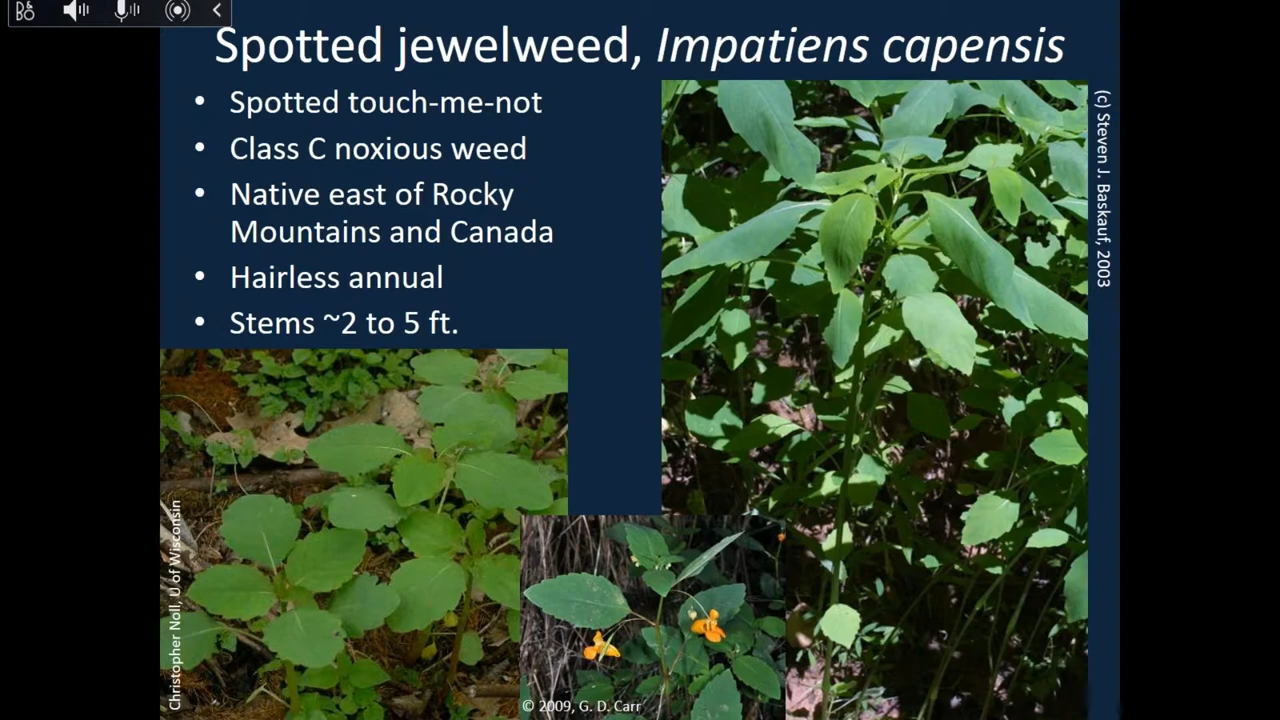 Spotted jewelweed, Impatiens capensis
• Spotted touch-me-not
• Class C noxious weed
• Native east of Rocky
Mountains and Canada
• Hairless annual
• Stems ~2 to 5 ft.
(c) Steven J. Baskauf, 2003
Christopher Noll, U of Wisconsin
© 2009, G. D. Carr